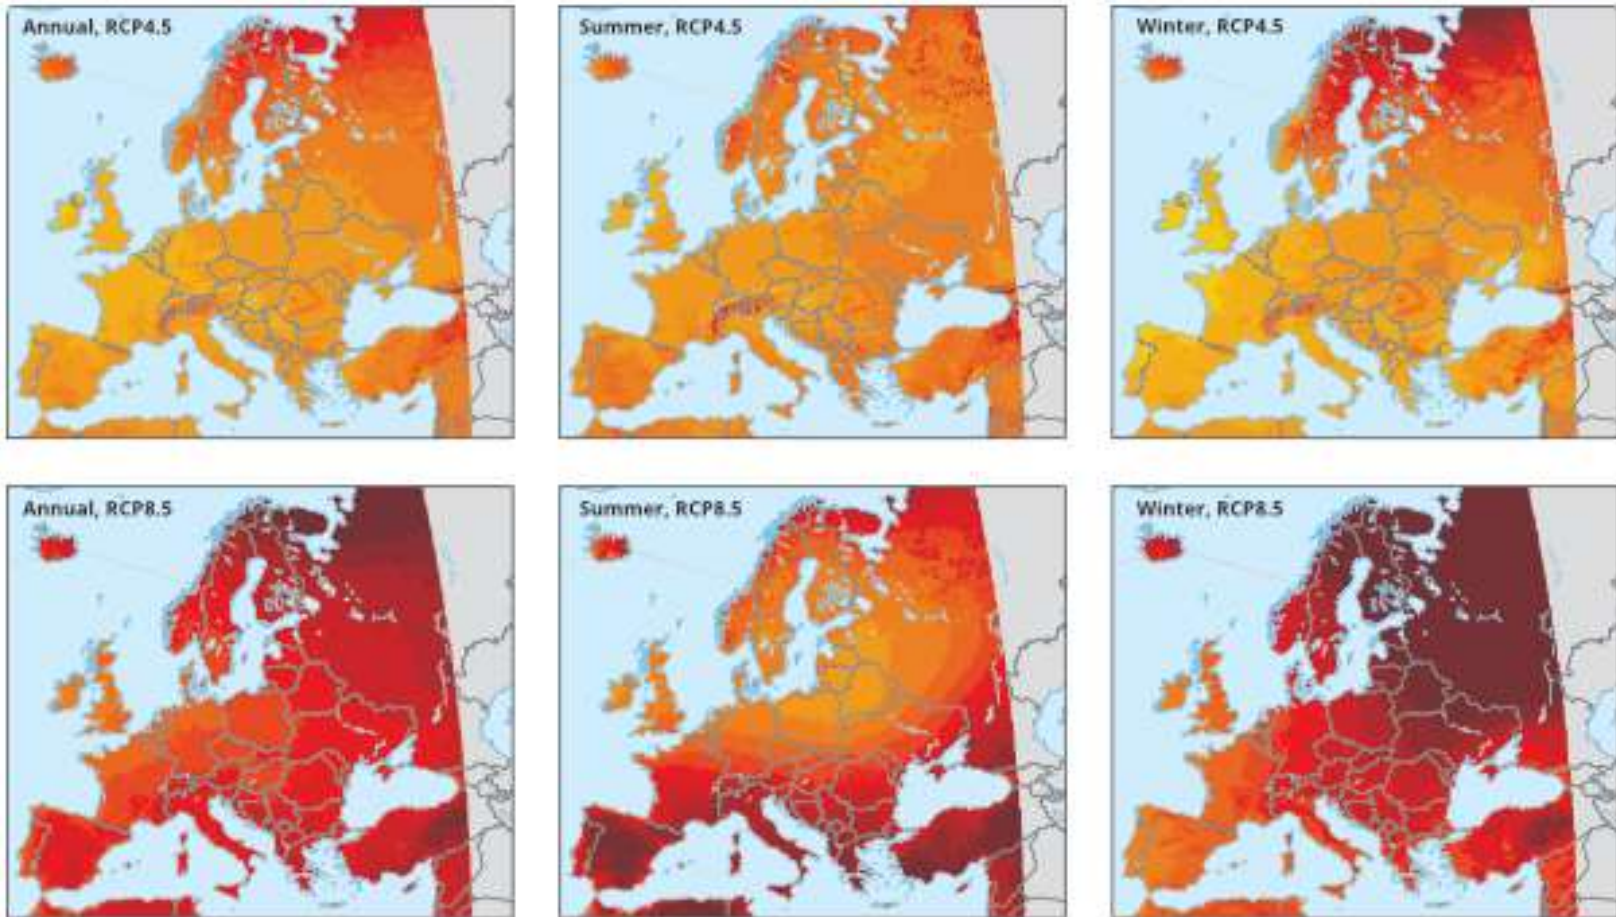 Annual, RCP4.5
Summer, RCP4.5
Winter, RCP4.5
Annual, RCP8.5
Summer, RCP8.5
Winter, RCP8.5